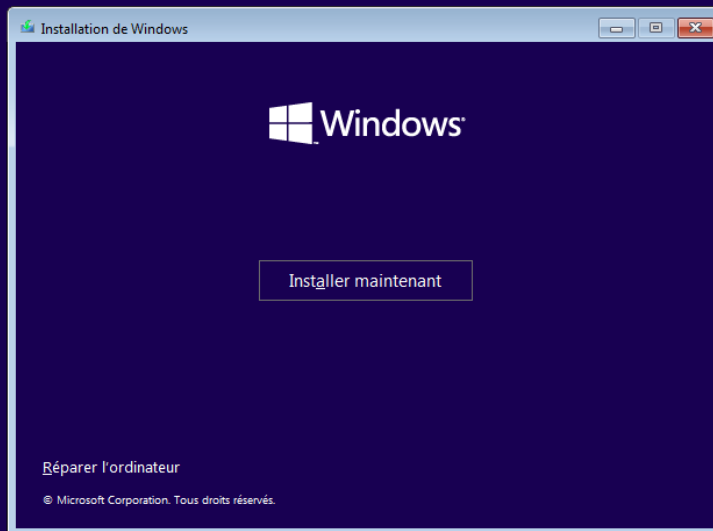 Installation de Windows
Windows
Installer maintenant
Réparer l'ordinateur
© Microsoft Corporation. Tous droits réservés.